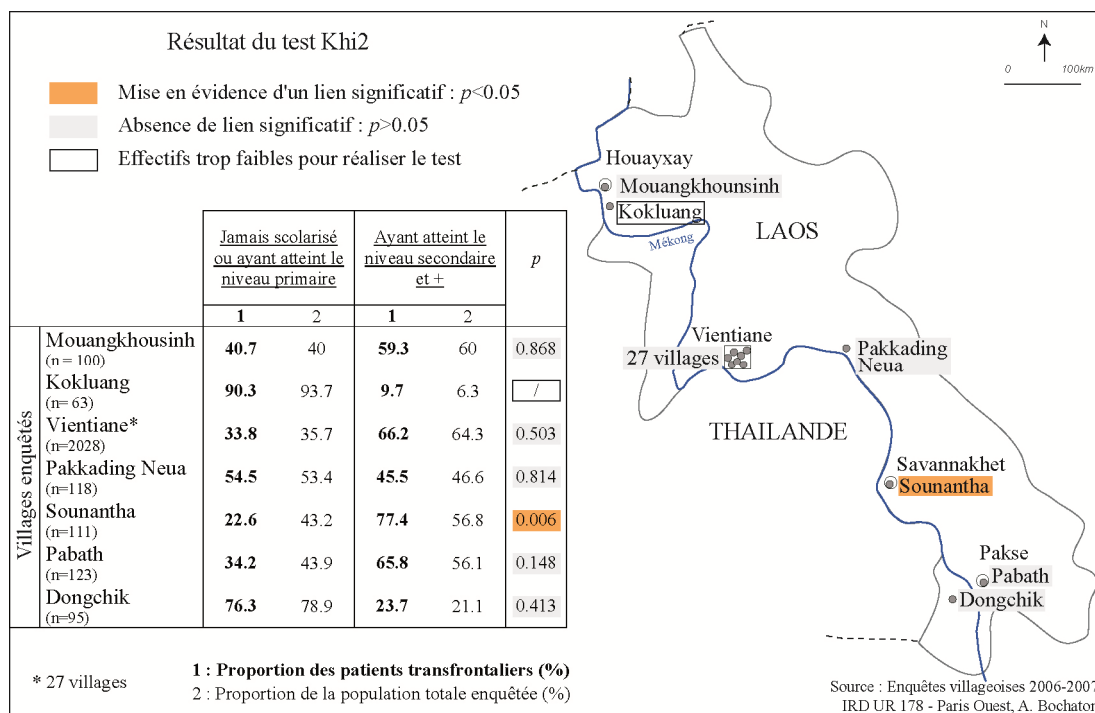 Résultat du test Khi2
Mise en évidence d'un lien significatif : p<0.05
Absence de lien significatif : p>0.05
Effectifs trop faibles pour réaliser le test
Jamais scolarisé
ou ayant atteint le
niveau primaire
Ayant atteint le
niveau secondaire
et +
p
1 2 1 2
Villages enquêtés
Mouangkhousinh
(n = 100)
40.7 40 59.3 60 0.868
Kokluang
(n= 63)
90.3 93.7 9.7 6.3 /
Vientiane*
(n=2028)
33.8 35.7 66.2 64.3 0.503
Pakkading Neua
(n=118)
54.5 53.4 45.5 46.6 0.814
Sounantha
(n=111)
22.6 43.2 77.4 56.8 0.006
Pabath
(n=123)
34.2 43.9 65.8 56.1 0.148
Dongchik
(n=95)
76.3 78.9 23.7 21.1 0.413
* 27 villages
1 : Proportion des patients transfrontaliers (%)
2 : Proportion de la population totale enquêtée (%)
N
0 100km
Houayxay
Mouangkhounsinh
Kokluang
Mékong
LAOS
Vientiane
27 villages
Pakkading
Neua
THAILANDE
Savannakhet
Sounantha
Pakse
Pabath
Dongchik
Source : Enquêtes villageoises 2006-2007
IRD UR 178 - Paris Ouest, A. Bochaton